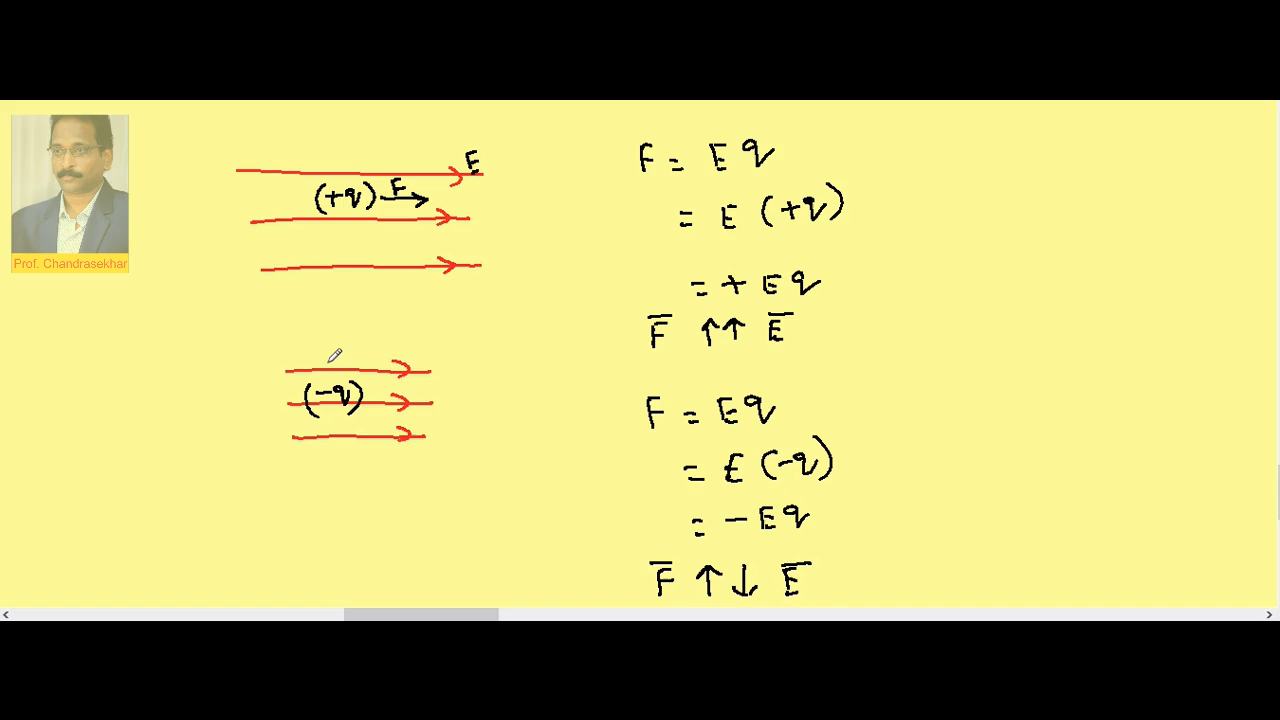 Prof. Chandrasekhar
E
(+q) F
(-q)
F = Eq
= E (+q)
= + Eq
F̅ ↑↑ E̅
F = Eq
= E (-q)
= - Eq
F̅ ↑↓ E̅